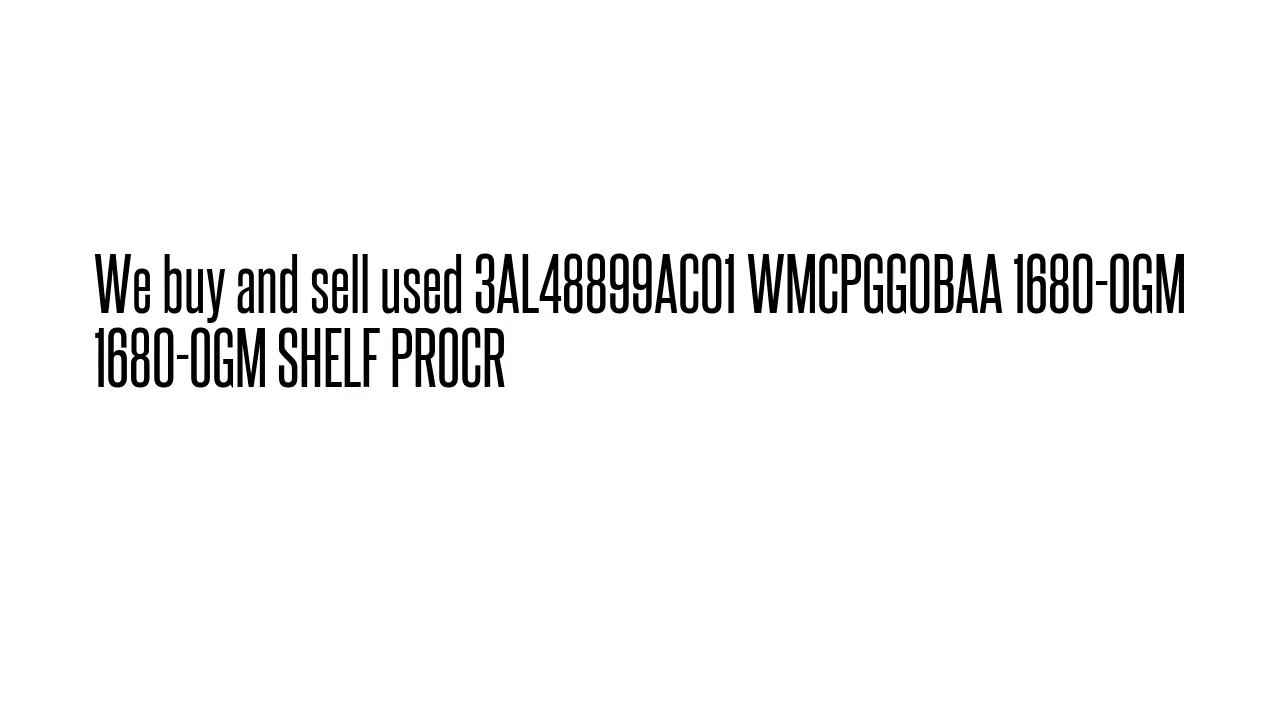 We buy and sell used 3AL48899AC01 WMCPGG0BAA 1680-OGM
1680-OGM SHELF PROCR